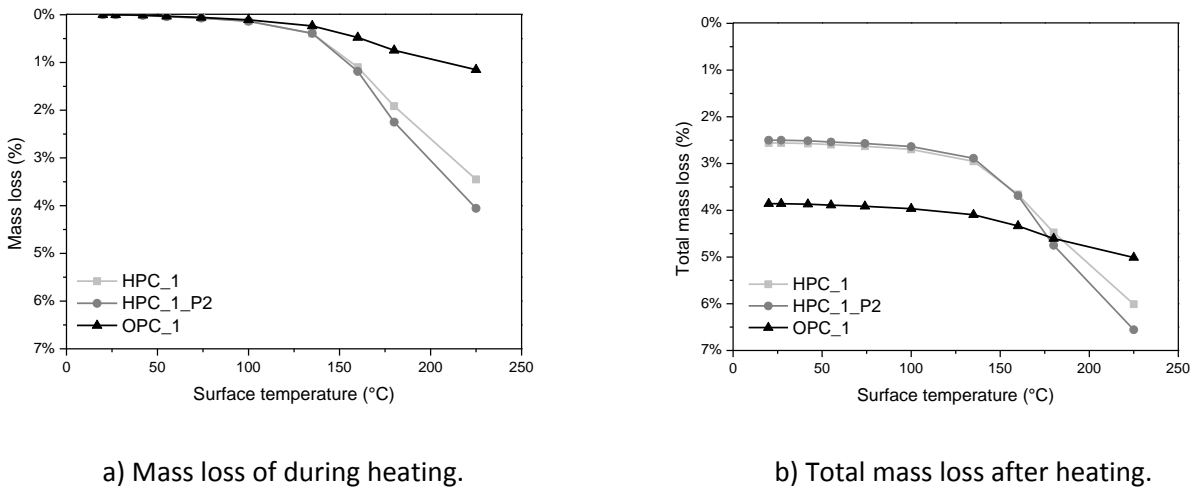 0%
1%
2%
3%
4%
5%
6%
7%
Mass loss (%)
HPC_1
HPC_1_P2
OPC_1
0 50 100 150 200 250
Surface temperature (°C)
a) Mass loss of during heating.
0%
1%
2%
3%
4%
5%
6%
7%
Total mass loss (%)
HPC_1
HPC_1_P2
OPC_1
0 50 100 150 200 250
Surface temperature (°C)
b) Total mass loss after heating.